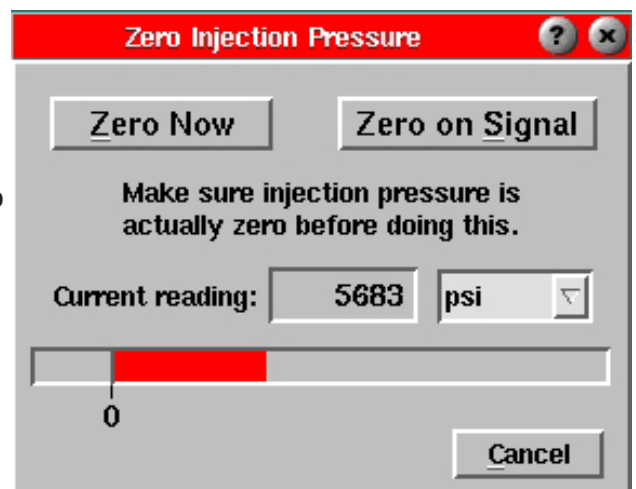 Zero Injection Pressure ? ×
Zero Now Zero on Signal
Make sure injection pressure is
actually zero before doing this.
Current reading: 5683 psi
0
Cancel